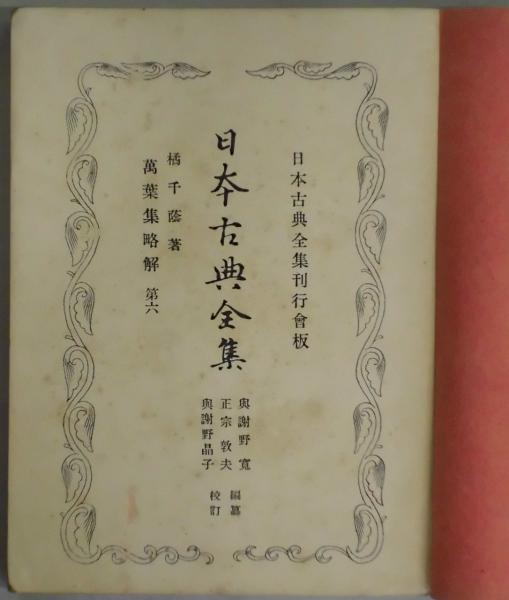 日本古典全集刊行會板
日本古典全集
與謝野寛
正宗敦夫
與謝野晶子
編纂
校訂
橘千蔭著
萬葉集略解 第六